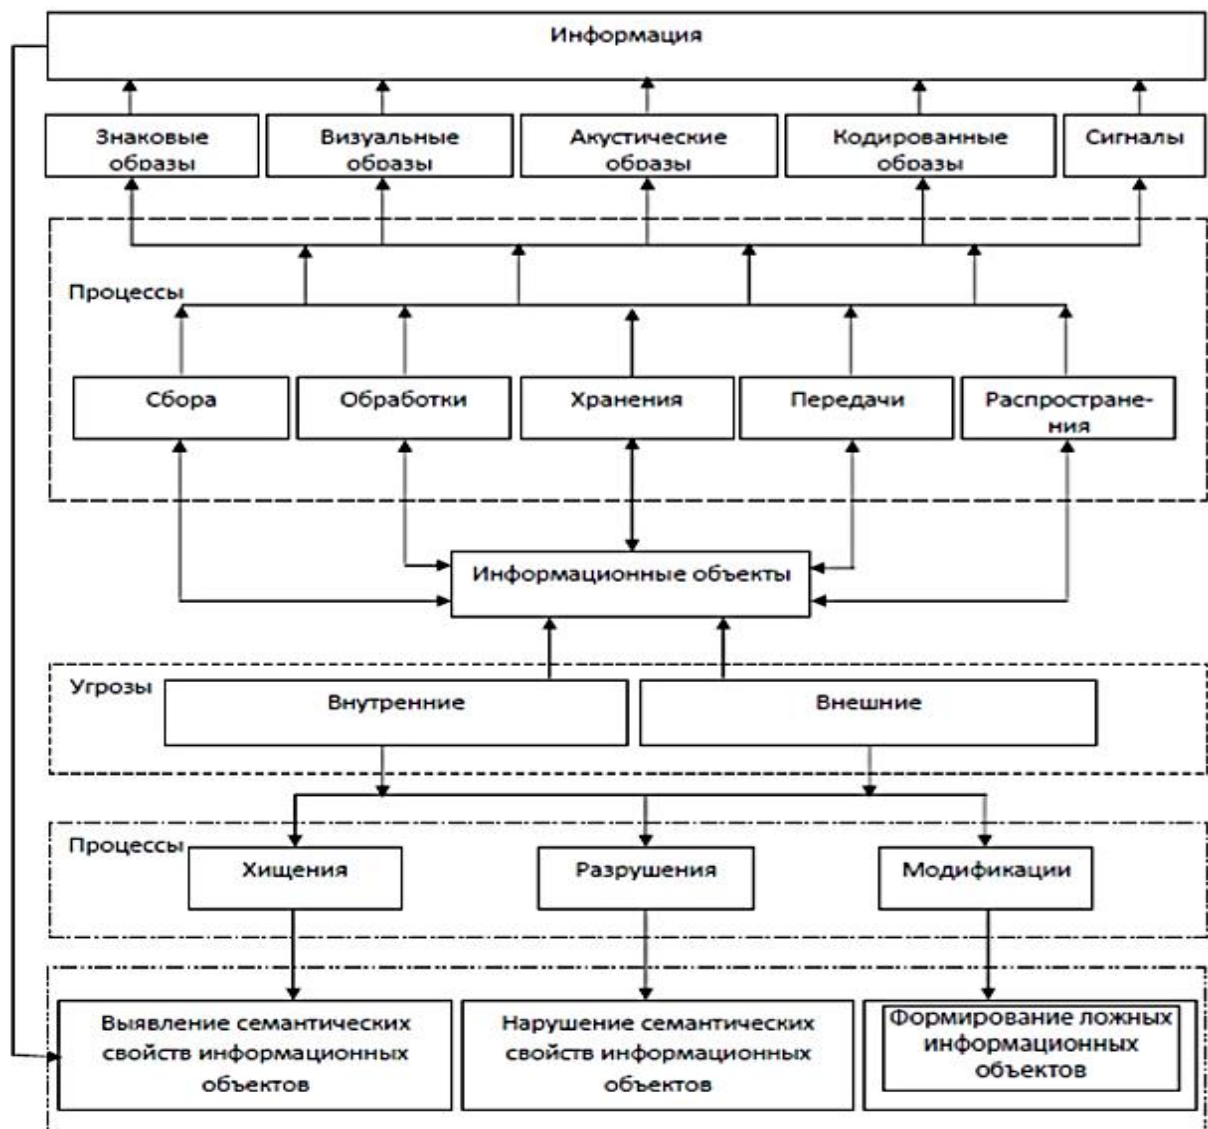 Информация
Знаковые
образы
Визуальные
образы
Акустические
образы
Кодированные
образы
Сигналы
Процессы
Сбора
Обработки
Хранения
Передачи
Распростране-
ния
Информационные объекты
Угрозы
Внутренние
Внешние
Процессы
Хищения
Разрушения
Модификации
Выявление семантических
свойств информационных
объектов
Нарушение семантических
свойств информационных
объектов
Формирование ложных
информационных
объектов